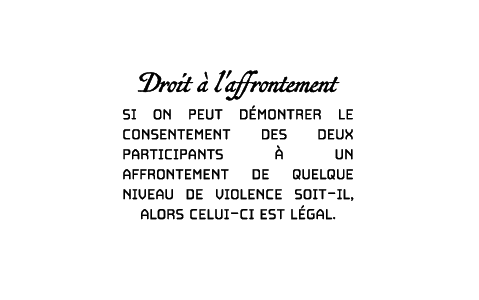 Droit à l'affrontement
SI ON PEUT DÉMONTRER LE
CONSENTEMENT DES DEUX
PARTICIPANTS À UN
AFFRONTEMENT DE QUELQUE
NIVEAU DE VIOLENCE SOIT-IL,
ALORS CELUI-CI EST LÉGAL.